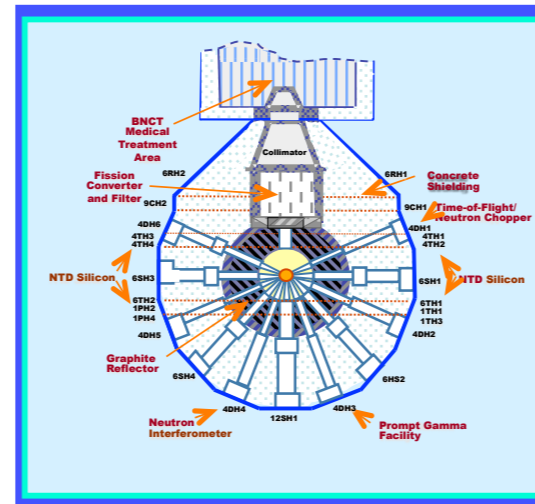 BNCT
Medical
Treatment
Area
Collimator
6RH2
6RH1
Fission
Converter
and Filter
Concrete
Shielding
9CH2
9CH1
Time-of-Flight/
Neutron Chopper
4DH6
4DH1
4TH3
4TH1
4TH4
4TH2
NTD Silicon
6SH3
6SH1
NTD Silicon
6TH2
6TH1
1PH2
1TH1
1PH4
1TH3
4DH5
4DH2
Graphite
Reflector
6SH4
6HS2
4DH4
12SH1
4DH3
Neutron
Interferometer
Prompt Gamma
Facility